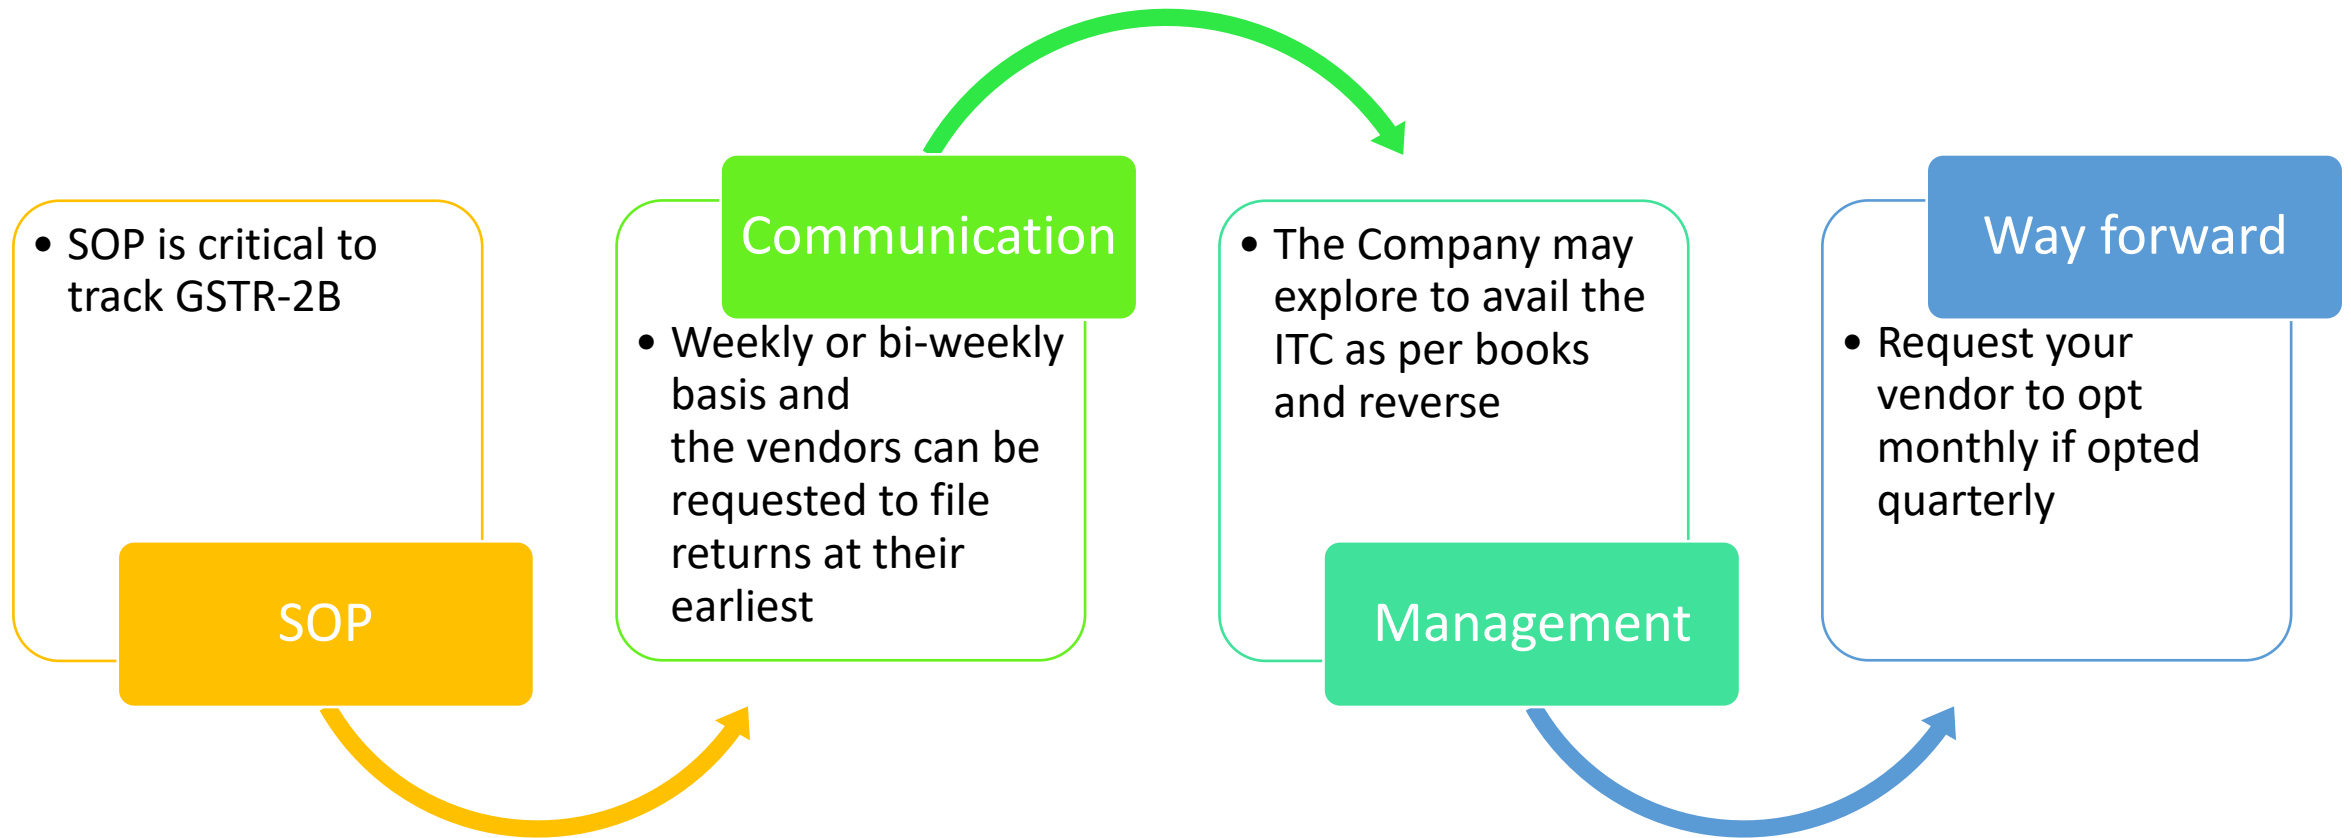 • SOP is critical to
track GSTR-2B
SOP
Communication
• Weekly or bi-weekly
basis and
the vendors can be
requested to file
returns at their
earliest
• The Company may
explore to avail the
ITC as per books
and reverse
Management
Way forward
• Request your
vendor to opt
monthly if opted
quarterly